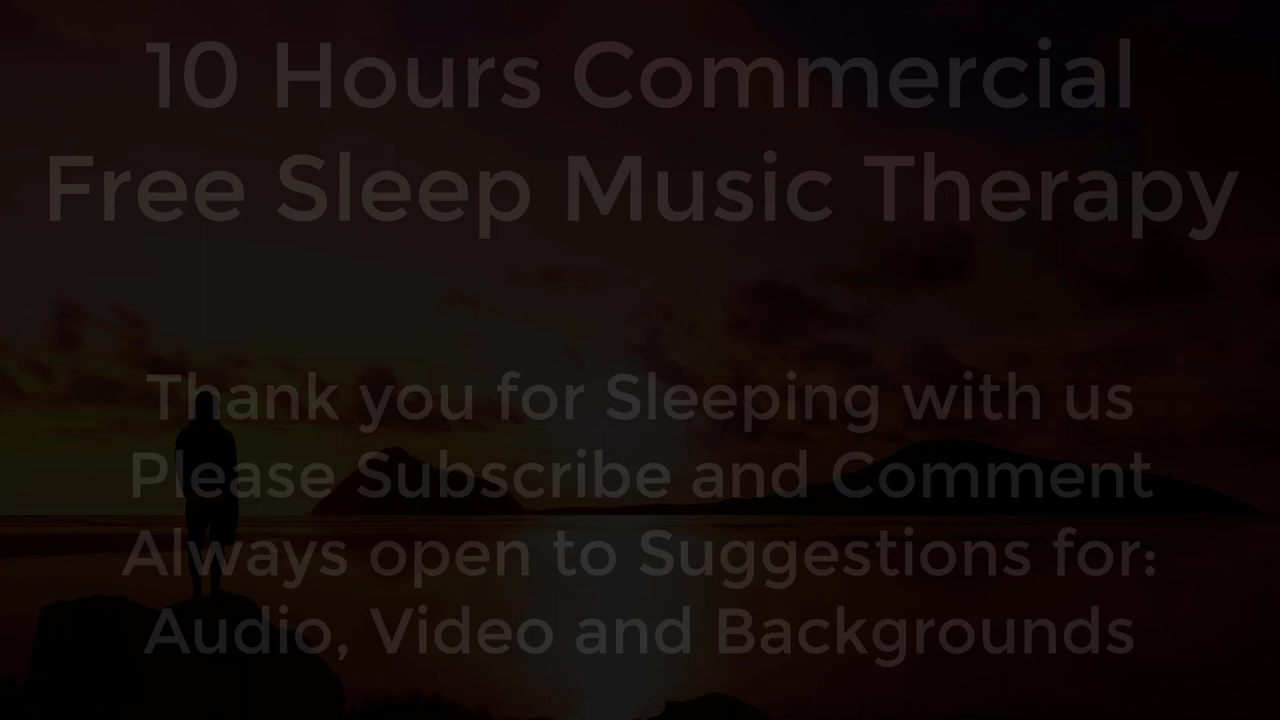 10 Hours Commercial
Free Sleep Music Therapy
Thank you for Sleeping with us
Please Subscribe and Comment
Always open to Suggestions for:
Audio, Video and Backgrounds